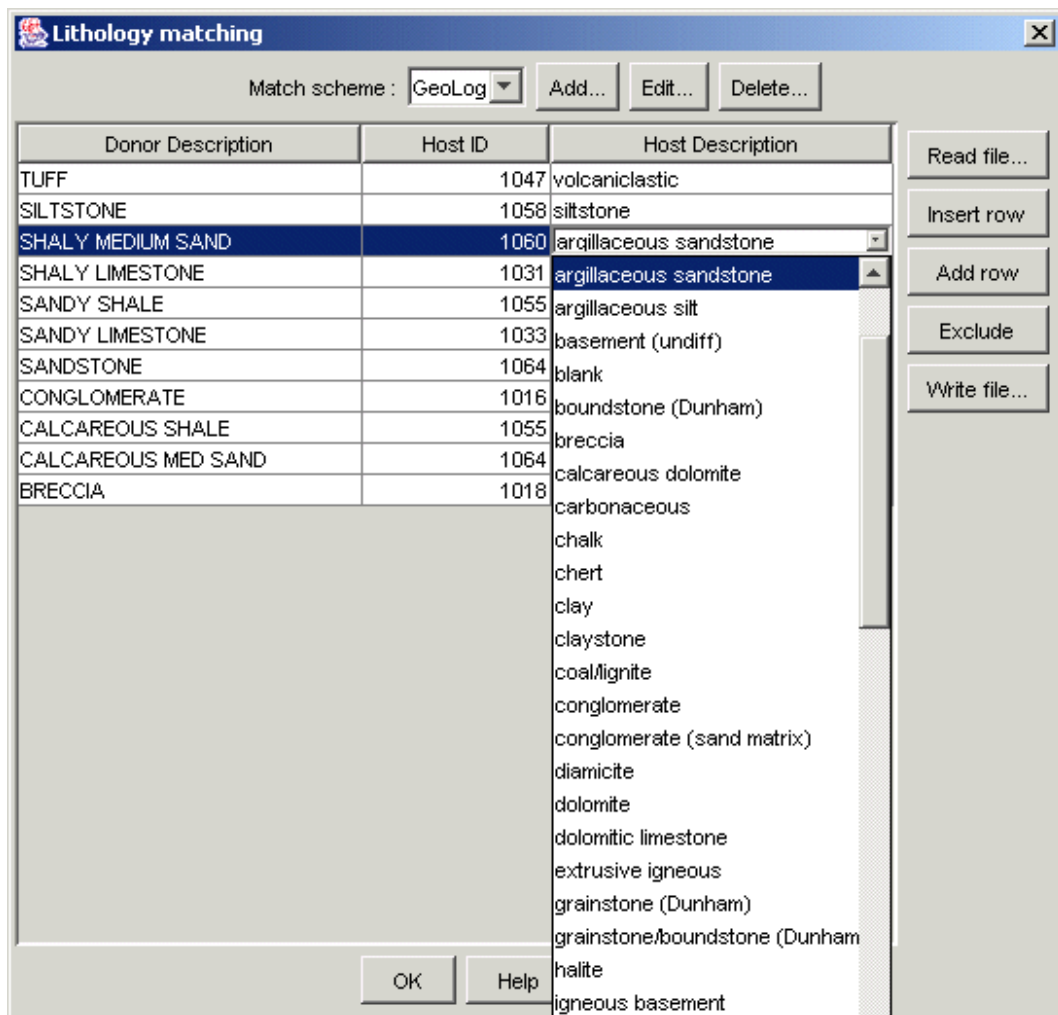 Lithology matching
Match scheme : GeoLog Add... Edit... Delete...
Donor Description Host ID Host Description
TUFF 1047 volcaniclastic
SILTSTONE 1058 siltstone
SHALY MEDIUM SAND 1060 argillaceous sandstone
SHALY LIMESTONE 1031
SANDY SHALE 1055
SANDY LIMESTONE 1033
SANDSTONE 1064
CONGLOMERATE 1016
CALCAREOUS SHALE 1055
CALCAREOUS MED SAND 1064
BRECCIA 1018
argillaceous sandstone
argillaceous silt
basement (undiff)
blank
boundstone (Dunham)
breccia
calcareous dolomite
carbonaceous
chalk
chert
clay
claystone
coal/lignite
conglomerate
conglomerate (sand matrix)
diamicite
dolomite
dolomitic limestone
extrusive igneous
grainstone (Dunham)
grainstone/boundstone (Dunham
halite
igneous basement
Read file...
Insert row
Add row
Exclude
Write file...
OK Help